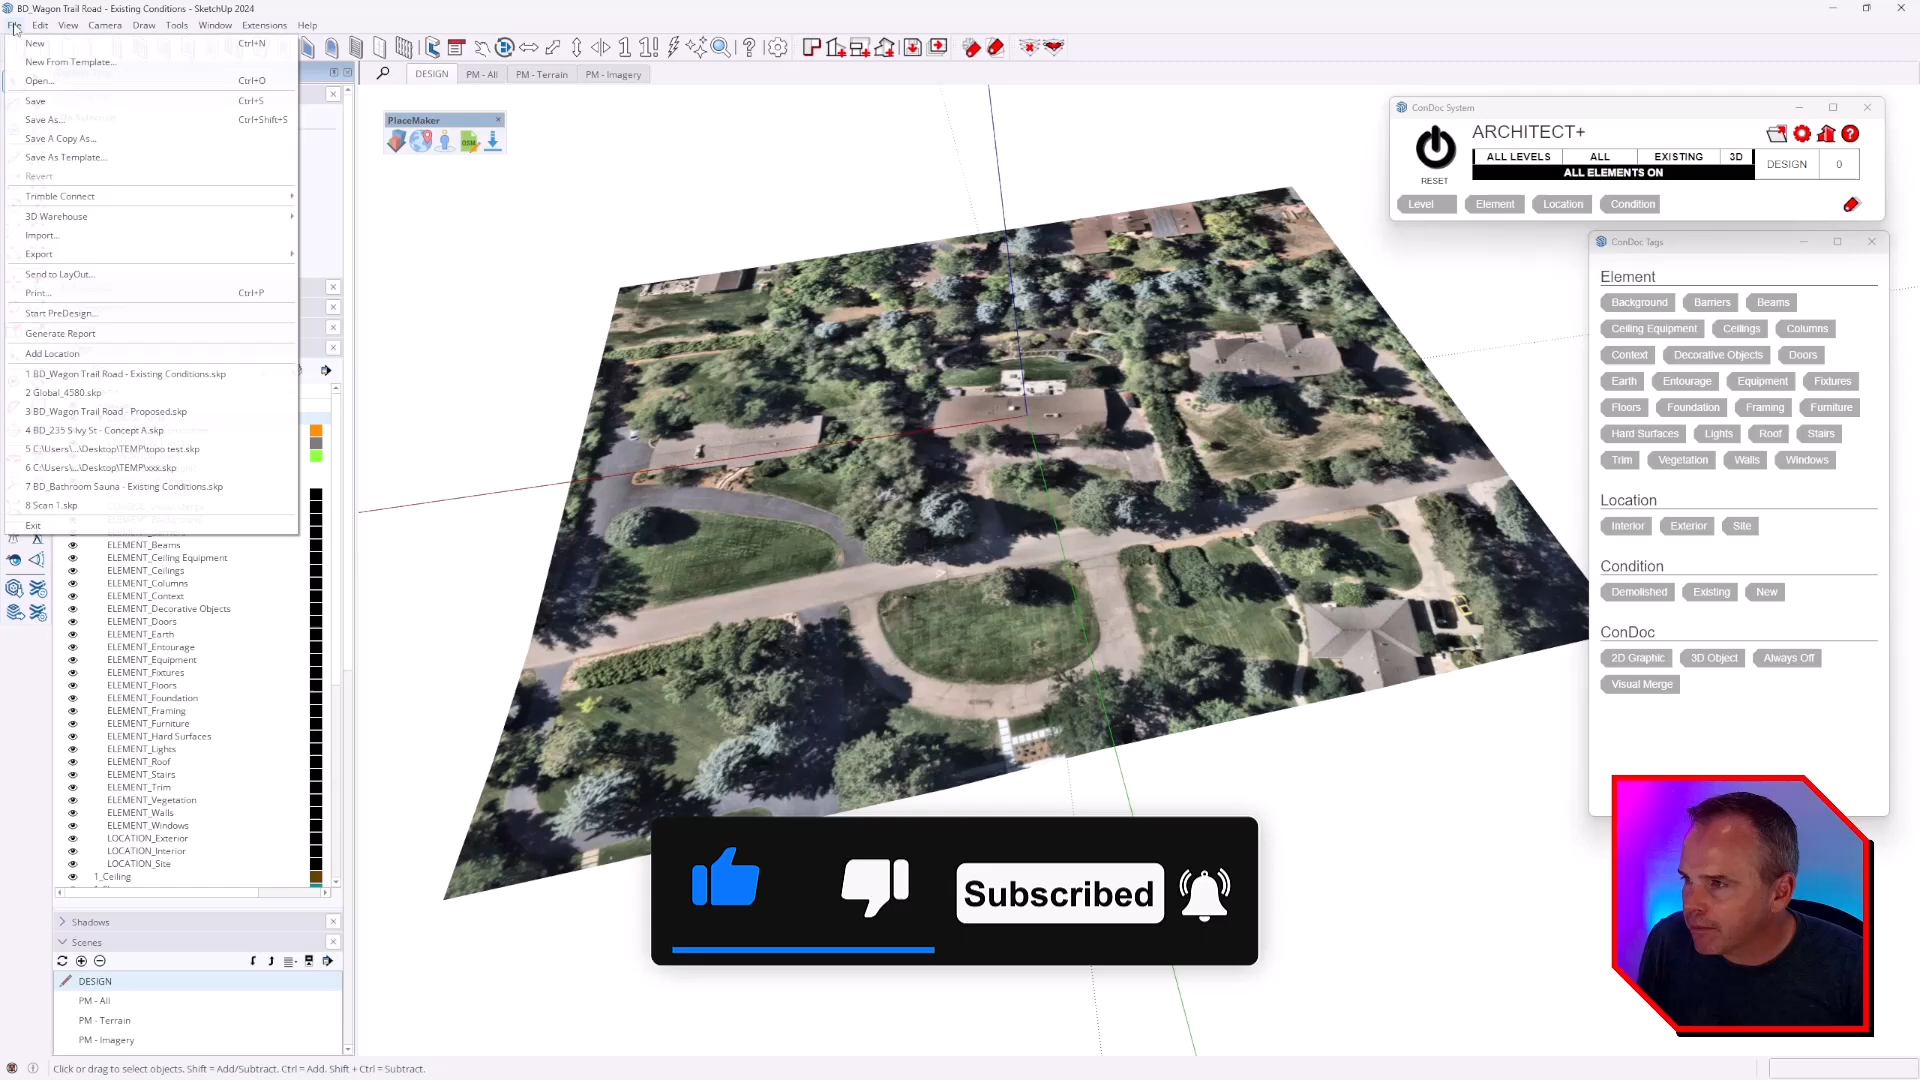 BD_Wagon Trail Road - Existing Conditions - SketchUp 2024
File Edit View Camera Draw Tools Window Extensions Help
New Ctrl+N
New From Template...
Open... Ctrl+O
Save Ctrl+S
Save As... Ctrl+Shift+S
Save A Copy As...
Save As Template...
Revert
Trimble Connect
3D Warehouse
Import...
Export
Send to LayOut...
Print... Ctrl+P
Start PreDesign...
Generate Report
Add Location
1 BD_Wagon Trail Road - Existing Conditions.skp
2 Global_4580.skp
3 BD_Wagon Trail Road - Proposed.skp
4 BD_235 Silvy St - Concept A.skp
5 C:\Users\...\Desktop\TEMP\topo test.skp
6 C:\Users\...\Desktop\TEMP\xxx.skp
7 BD_Bathroom Sauna - Existing Conditions.skp
8 Scan 1.skp
Exit
ELEMENT_Beams
ELEMENT_Ceiling Equipment
ELEMENT_Ceilings
ELEMENT_Columns
ELEMENT_Context
ELEMENT_Decorative Objects
ELEMENT_Doors
ELEMENT_Earth
ELEMENT_Entourage
ELEMENT_Equipment
ELEMENT_Fixtures
ELEMENT_Floors
ELEMENT_Foundation
ELEMENT_Framing
ELEMENT_Furniture
ELEMENT_Hard Surfaces
ELEMENT_Lights
ELEMENT_Roof
ELEMENT_Stairs
ELEMENT_Trim
ELEMENT_Vegetation
ELEMENT_Walls
ELEMENT_Windows
LOCATION_Exterior
LOCATION_Interior
LOCATION_Site
1_Ceiling
Shadows
Scenes
DESIGN
PM - All
PM - Terrain
PM - Imagery
Click or drag to select objects. Shift = Add/Subtract. Ctrl = Add. Shift + Ctrl = Subtract.
DESIGN PM - All PM - Terrain PM - Imagery
PlaceMaker
OSM
Subscribed
ConDoc System
ARCHITECT+
ALL LEVELS ALL EXISTING 3D
ALL ELEMENTS ON
DESIGN 0
RESET
Level Element Location Condition
ConDoc Tags
Element
Background Barriers Beams
Ceiling Equipment Ceilings Columns
Context Decorative Objects Doors
Earth Entourage Equipment Fixtures
Floors Foundation Framing Furniture
Hard Surfaces Lights Roof Stairs
Trim Vegetation Walls Windows
Location
Interior Exterior Site
Condition
Demolished Existing New
ConDoc
2D Graphic 3D Object Always Off
Visual Merge